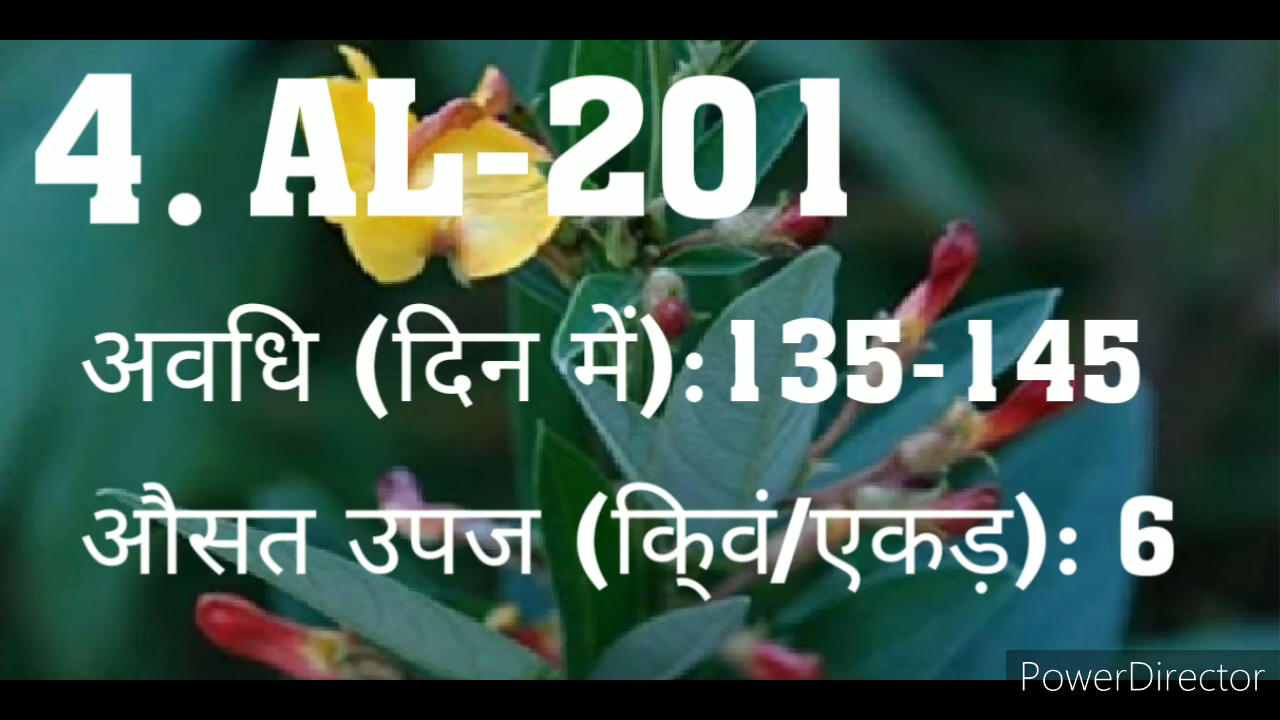 4. AL-201
अवधि (दिन में):135-145
औसत उपज (क्विं/एकड़): 6
PowerDirector